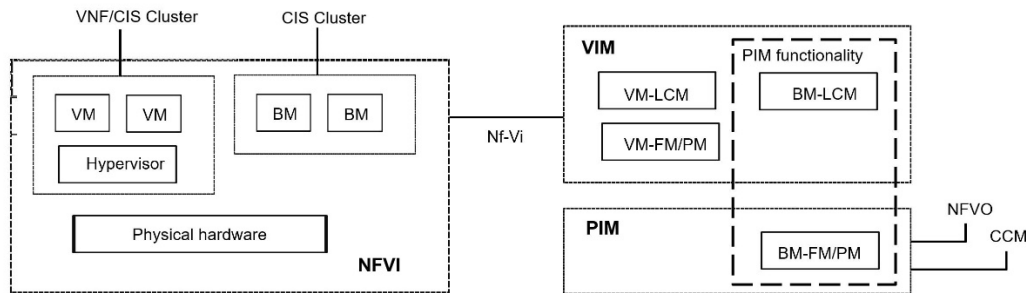 VNF/CIS Cluster
CIS Cluster
VM
VM
Hypervisor
BM
BM
Physical hardware
NFVI
Nf-Vi
VIM
PIM functionality
VM-LCM
BM-LCM
VM-FM/PM
PIM
BM-FM/PM
NFVO
CCM